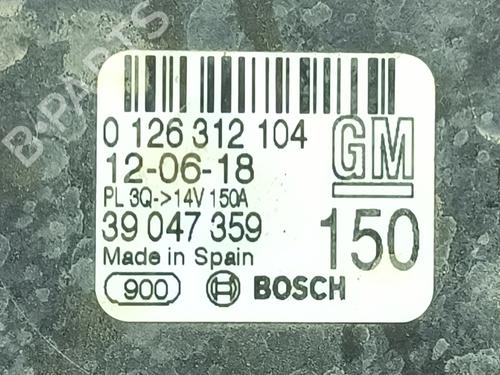 0 126 312 104
GM
12-06-18
PL 3Q->14V 150A
39 047 359
150
Made in Spain
900
BOSCH